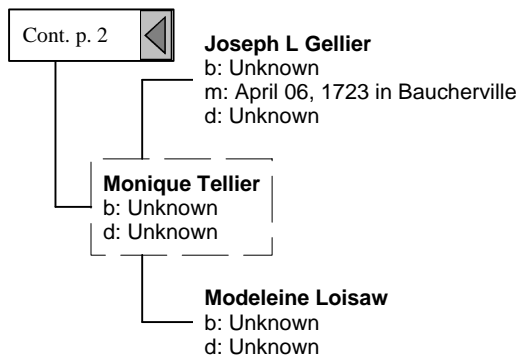 Cont. p. 2
Joseph L Gellier
b: Unknown
m: April 06, 1723 in Baucherville
d: Unknown
Monique Tellier
b: Unknown
d: Unknown
Modeleine Loisaw
b: Unknown
d: Unknown